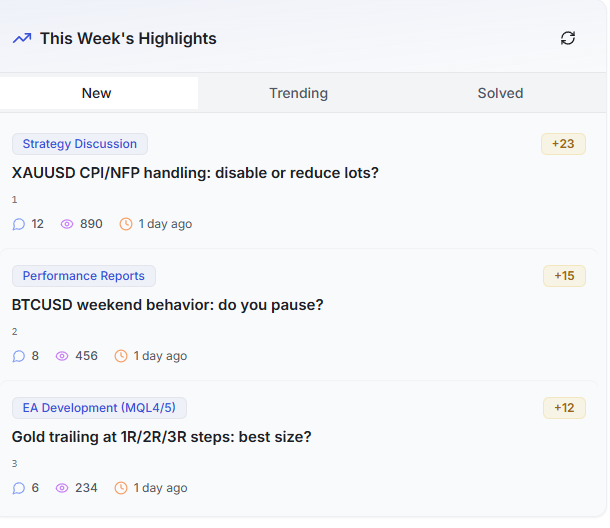 This Week's Highlights
New Trending Solved
Strategy Discussion +23
XAUUSD CPI/NFP handling: disable or reduce lots?
1
12 890 1 day ago
Performance Reports +15
BTCUSD weekend behavior: do you pause?
2
8 456 1 day ago
EA Development (MQL4/5) +12
Gold trailing at 1R/2R/3R steps: best size?
3
6 234 1 day ago